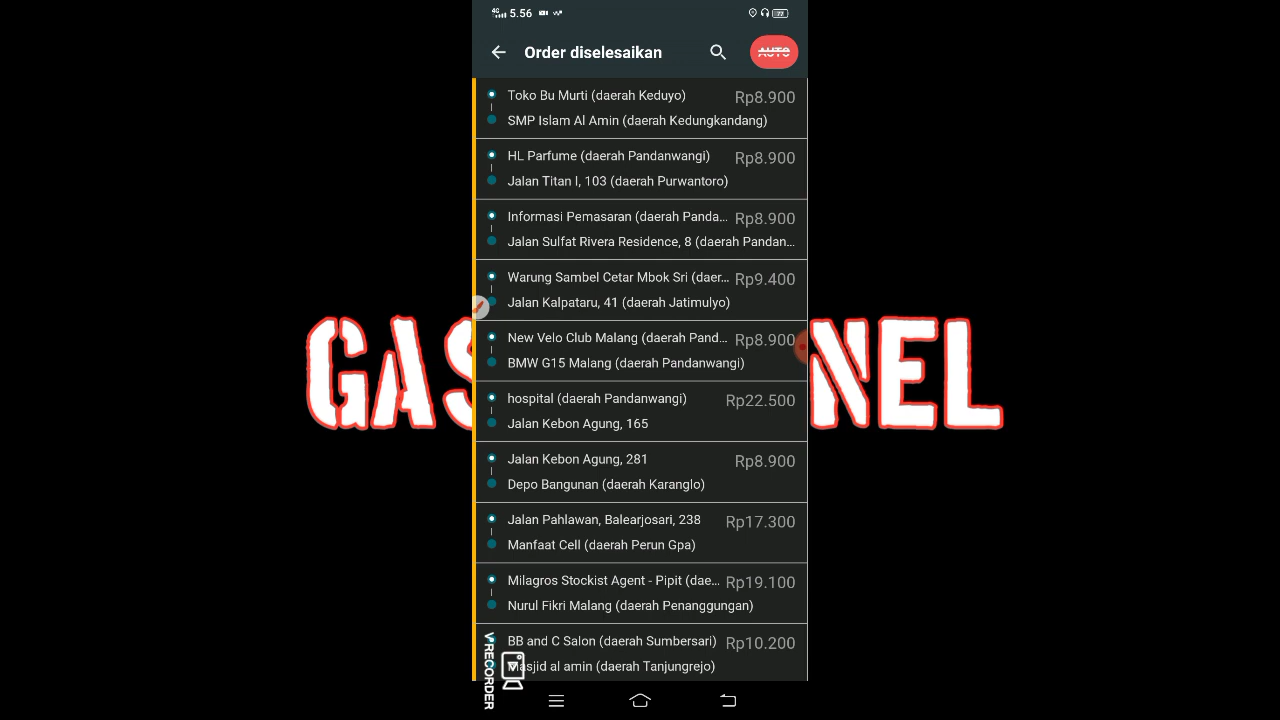 4G 5.56 77
Order diselesaikan AUTO
Toko Bu Murti (daerah Keduyo) Rp8.900
SMP Islam Al Amin (daerah Kedungkandang)
HL Parfume (daerah Pandanwangi) Rp8.900
Jalan Titan I, 103 (daerah Purwantoro)
Informasi Pemasaran (daerah Panda... Rp8.900
Jalan Sulfat Rivera Residence, 8 (daerah Pandan...
Warung Sambel Cetar Mbok Sri (daer... Rp9.400
Jalan Kalpataru, 41 (daerah Jatimulyo)
New Velo Club Malang (daerah Pand... Rp8.900
BMW G15 Malang (daerah Pandanwangi)
GAS NEL
hospital (daerah Pandanwangi) Rp22.500
Jalan Kebon Agung, 165
Jalan Kebon Agung, 281 Rp8.900
Depo Bangunan (daerah Karanglo)
Jalan Pahlawan, Balearjosari, 238 Rp17.300
Manfaat Cell (daerah Perun Gpa)
Milagros Stockist Agent - Pipit (dae... Rp19.100
Nurul Fikri Malang (daerah Penanggungan)
BB and C Salon (daerah Sumbersari) Rp10.200
Masjid al amin (daerah Tanjungrejo)
VRECORDER